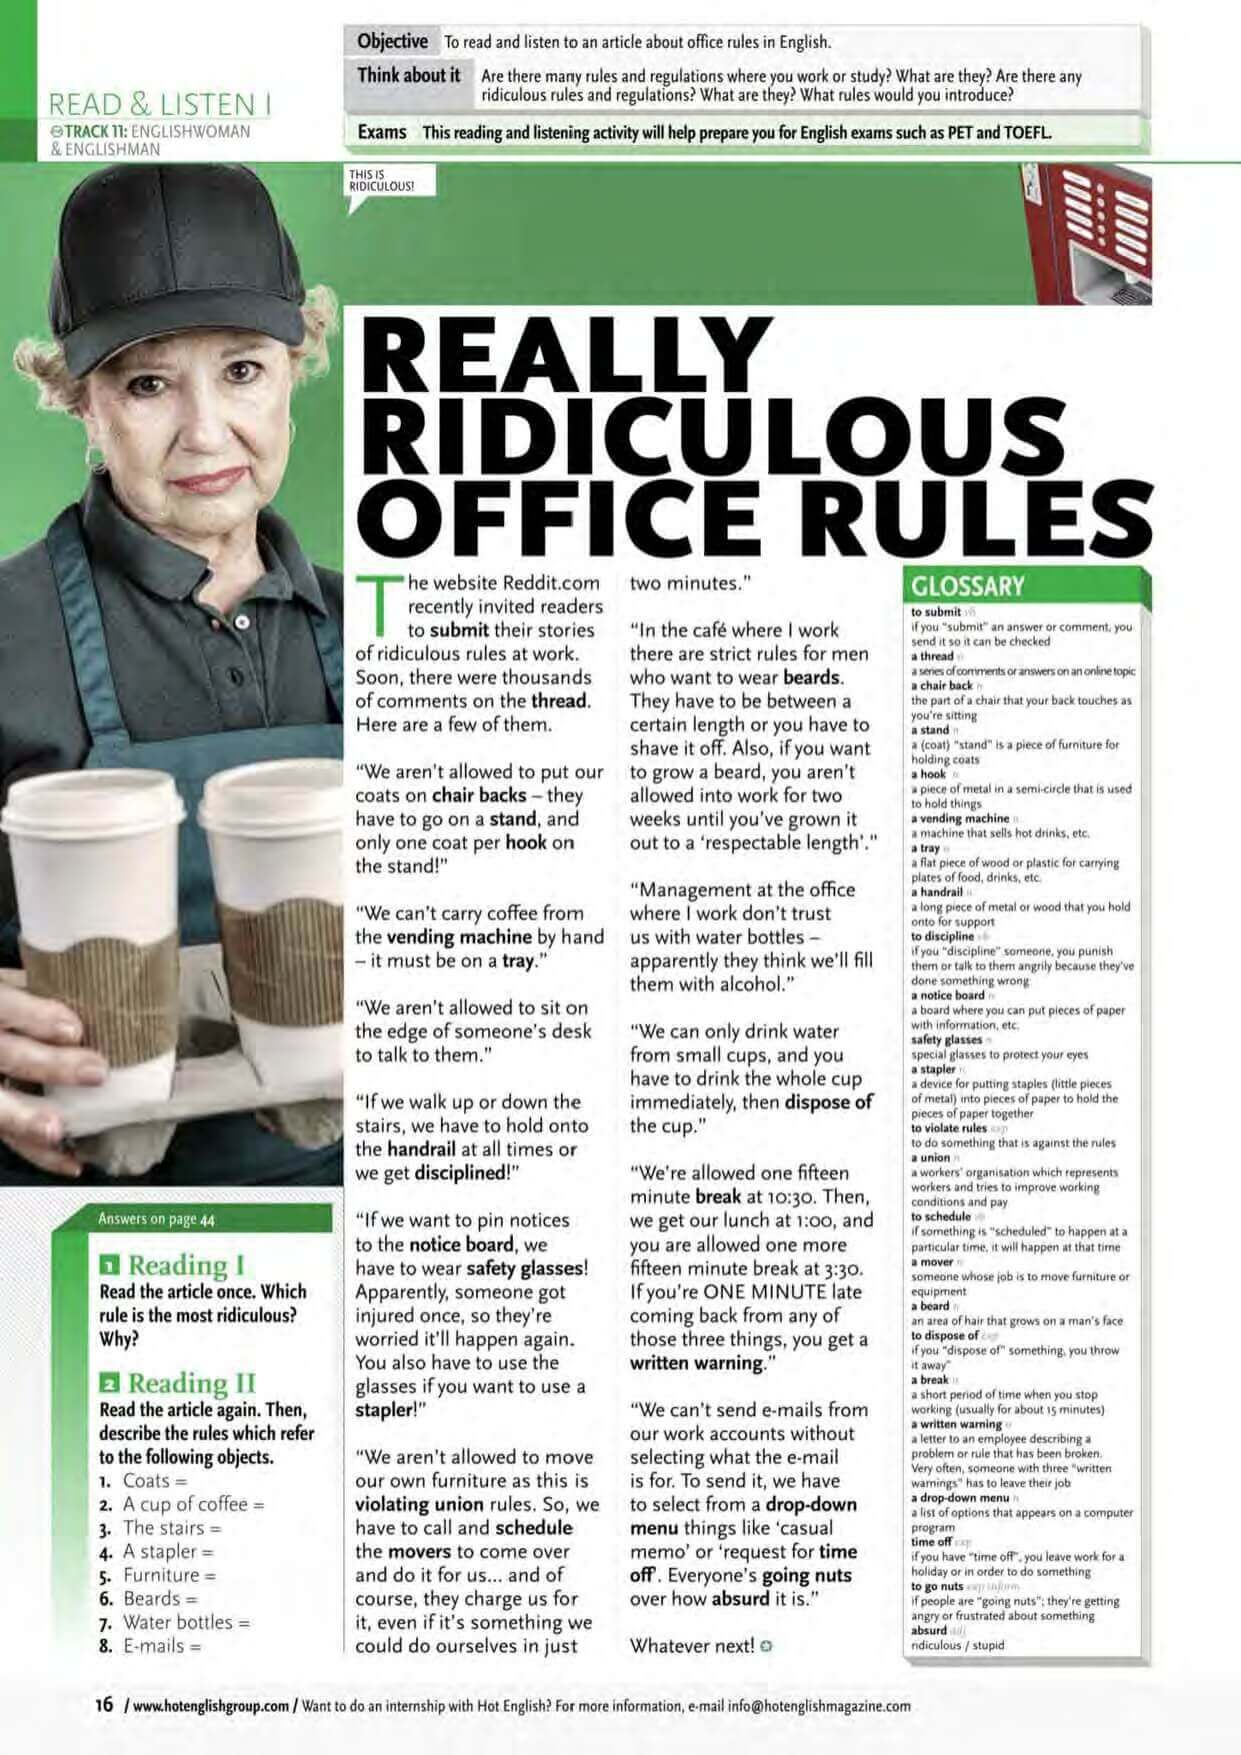 Objective To read and listen to an article about office rules in English.
Think about it Are there many rules and regulations where you work or study? What are they? Are there any
ridiculous rules and regulations? What are they? What rules would you introduce?
Exams This reading and listening activity will help prepare you for English exams such as PET and TOEFL.
READ & LISTEN I
TRACK 11: ENGLISHWOMAN
& ENGLISHMAN
THIS IS
RIDICULOUS!
REALLY
RIDICULOUS
OFFICE RULES
The website Reddit.com
recently invited readers
to submit their stories
of ridiculous rules at work.
Soon, there were thousands
of comments on the thread.
Here are a few of them.
“We aren't allowed to put our
coats on chair backs – they
have to go on a stand, and
only one coat per hook on
the stand!”
“We can't carry coffee from
the vending machine by hand
– it must be on a tray.”
“We aren't allowed to sit on
the edge of someone's desk
to talk to them.”
“If we walk up or down the
stairs, we have to hold onto
the handrail at all times or
we get disciplined!”
“If we want to pin notices
to the notice board, we
have to wear safety glasses!
Apparently, someone got
injured once, so they're
worried it'll happen again.
You also have to use the
glasses if you want to use a
stapler!”
“We aren't allowed to move
our own furniture as this is
violating union rules. So, we
have to call and schedule
the movers to come over
and do it for us... and of
course, they charge us for
it, even if it's something we
could do ourselves in just
two minutes.”
“In the café where I work
there are strict rules for men
who want to wear beards.
They have to be between a
certain length or you have to
shave it off. Also, if you want
to grow a beard, you aren't
allowed into work for two
weeks until you've grown it
out to a ‘respectable length’.”
“Management at the office
where I work don't trust
us with water bottles –
apparently they think we'll fill
them with alcohol.”
“We can only drink water
from small cups, and you
have to drink the whole cup
immediately, then dispose of
the cup.”
“We're allowed one fifteen
minute break at 10:30. Then,
we get our lunch at 1:00, and
you are allowed one more
fifteen minute break at 3:30.
If you're ONE MINUTE late
coming back from any of
those three things, you get a
written warning.”
“We can't send e-mails from
our work accounts without
selecting what the e-mail
is for. To send it, we have
to select from a drop-down
menu things like ‘casual
memo’ or ‘request for time
off’. Everyone's going nuts
over how absurd it is.”
Whatever next!
GLOSSARY
to submit vb
if you “submit” an answer or comment, you
send it so it can be checked
a thread n
a series of comments or answers on an online topic
a chair back n
the part of a chair that your back touches as
you're sitting
a stand n
a (coat) “stand” is a piece of furniture for
holding coats
a hook n
a piece of metal in a semi-circle that is used
to hold things
a vending machine n
a machine that sells hot drinks, etc.
a tray n
a flat piece of wood or plastic for carrying
plates of food, drinks, etc.
a handrail n
a long piece of metal or wood that you hold
onto for support
to discipline vb
if you “discipline” someone, you punish
them or talk to them angrily because they've
done something wrong
a notice board n
a board where you can put pieces of paper
with information, etc.
safety glasses n
special glasses to protect your eyes
a stapler n
a device for putting staples (little pieces
of metal) into pieces of paper to hold the
pieces of paper together
to violate rules exp
to do something that is against the rules
a union n
a workers' organisation which represents
workers and tries to improve working
conditions and pay
to schedule vb
if something is “scheduled” to happen at a
particular time, it will happen at that time
a mover n
someone whose job is to move furniture or
equipment
a beard n
an area of hair that grows on a man's face
to dispose of exp
if you “dispose of” something, you throw
it away”
a break n
a short period of time when you stop
working (usually for about 15 minutes)
a written warning n
a letter to an employee describing a
problem or rule that has been broken.
Very often, someone with three “written
warnings” has to leave their job
a drop-down menu n
a list of options that appears on a computer
program
time off exp
if you have “time off”, you leave work for a
holiday or in order to do something
to go nuts exp inform
if people are “going nuts”; they're getting
angry or frustrated about something
absurd adj
ridiculous / stupid
Answers on page 44
1 Reading I
Read the article once. Which
rule is the most ridiculous?
Why?
2 Reading II
Read the article again. Then,
describe the rules which refer
to the following objects.
1. Coats =
2. A cup of coffee =
3. The stairs =
4. A stapler =
5. Furniture =
6. Beards =
7. Water bottles =
8. E-mails =
16 / www.hotenglishgroup.com / Want to do an internship with Hot English? For more information, e-mail info@hotenglishmagazine.com